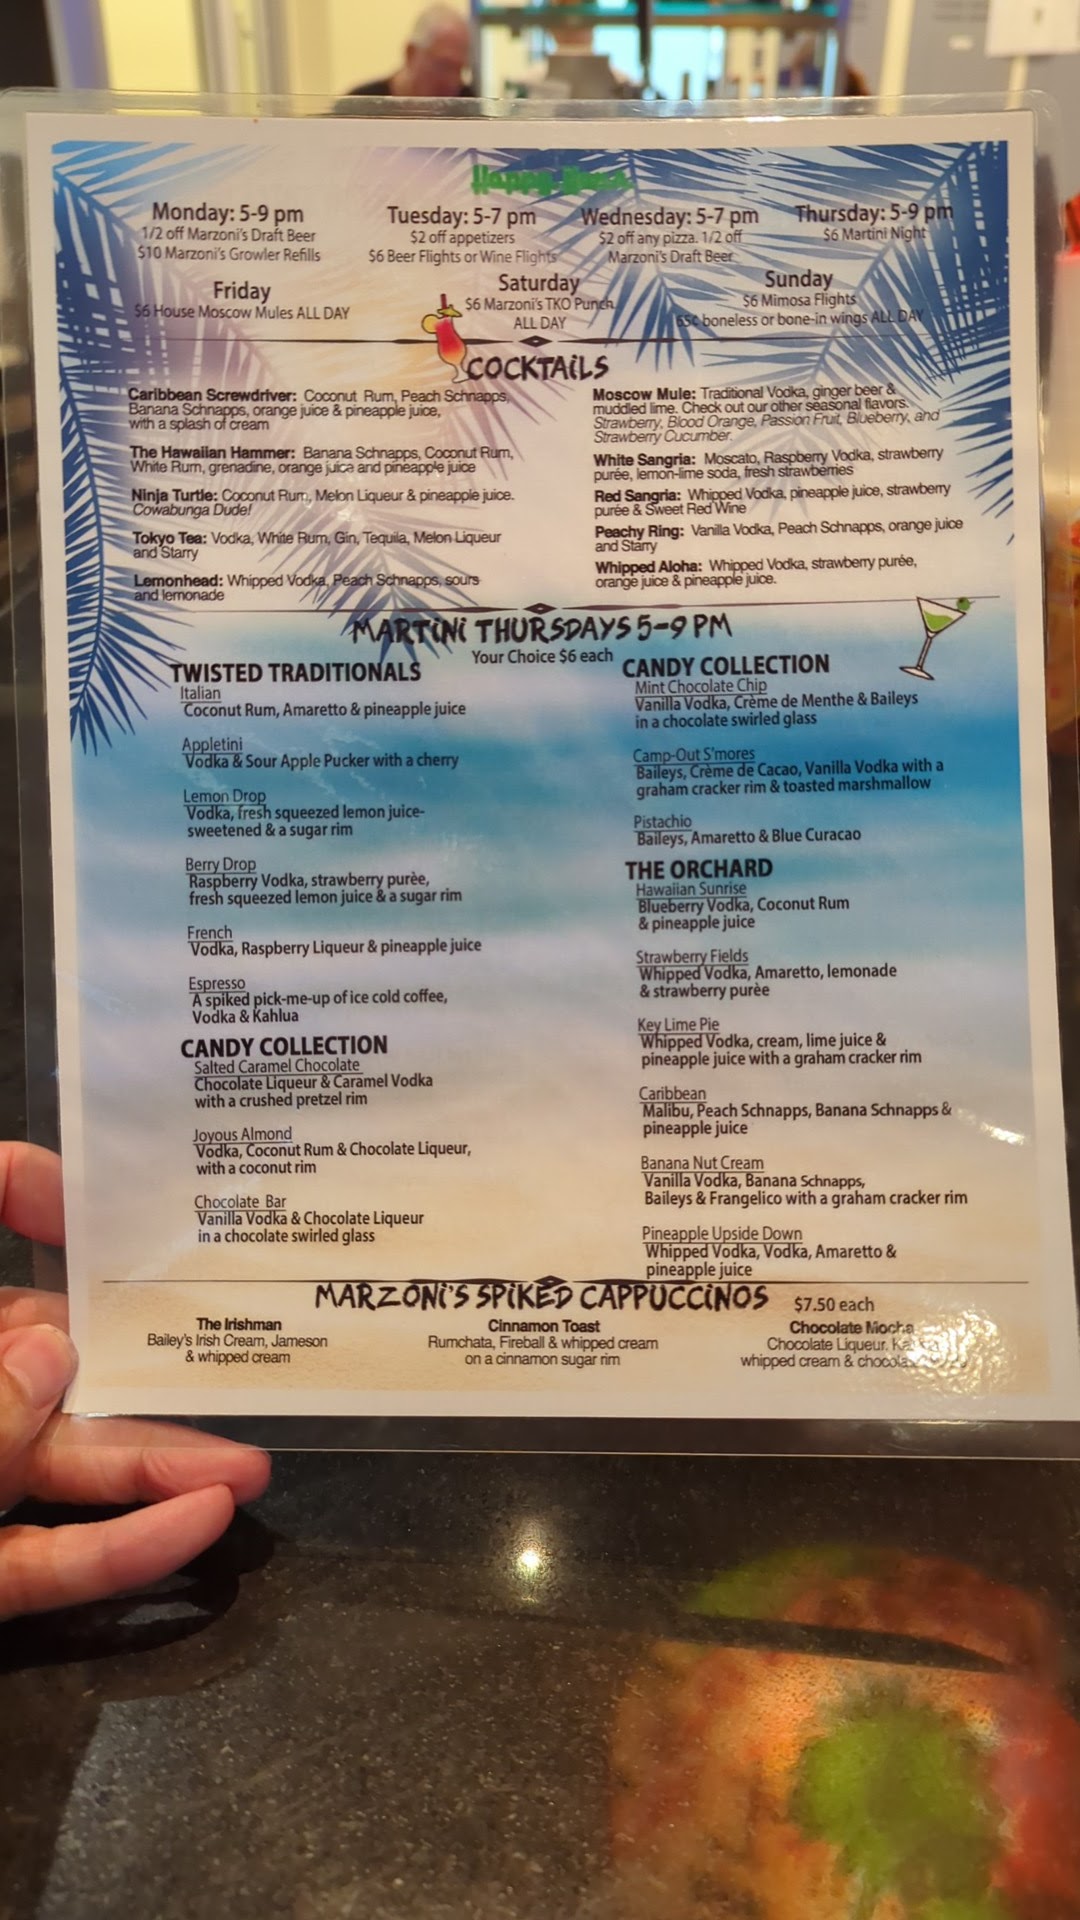 Happy Hour
Monday: 5-9 pm
1/2 off Marzoni's Draft Beer
$10 Marzoni's Growler Refills
Tuesday: 5-7 pm
$2 off appetizers
$6 Beer Flights or Wine Flights
Wednesday: 5-7 pm
$2 off any pizza. 1/2 off
Marzoni's Draft Beer
Thursday: 5-9 pm
$6 Martini Night
Friday
$6 House Moscow Mules ALL DAY
Saturday
$6 Marzoni's TKO Punch
ALL DAY
Sunday
$6 Mimosa Flights
65¢ boneless or bone-in wings ALL DAY
COCKTAiLS
Caribbean Screwdriver: Coconut Rum, Peach Schnapps,
Banana Schnapps, orange juice & pineapple juice,
with a splash of cream
The Hawaiian Hammer: Banana Schnapps, Coconut Rum,
White Rum, grenadine, orange juice and pineapple juice
Ninja Turtle: Coconut Rum, Melon Liqueur & pineapple juice.
Cowabunga Dude!
Tokyo Tea: Vodka, White Rum, Gin, Tequila, Melon Liqueur
and Starry
Lemonhead: Whipped Vodka, Peach Schnapps, sours
and lemonade
Moscow Mule: Traditional Vodka, ginger beer &
muddled lime. Check out our other seasonal flavors.
Strawberry, Blood Orange, Passion Fruit, Blueberry, and
Strawberry Cucumber.
White Sangria: Moscato, Raspberry Vodka, strawberry
purée, lemon-lime soda, fresh strawberries
Red Sangria: Whipped Vodka, pineapple juice, strawberry
purée & Sweet Red Wine
Peachy Ring: Vanilla Vodka, Peach Schnapps, orange juice
and Starry
Whipped Aloha: Whipped Vodka, strawberry purée,
orange juice & pineapple juice.
MARTiNi THURSDAYS 5-9 PM
Your Choice $6 each
TWISTED TRADITIONALS
Italian
Coconut Rum, Amaretto & pineapple juice
Appletini
Vodka & Sour Apple Pucker with a cherry
Lemon Drop
Vodka, fresh squeezed lemon juice-
sweetened & a sugar rim
Berry Drop
Raspberry Vodka, strawberry purèe,
fresh squeezed lemon juice & a sugar rim
French
Vodka, Raspberry Liqueur & pineapple juice
Espresso
A spiked pick-me-up of ice cold coffee,
Vodka & Kahlua
CANDY COLLECTION
Salted Caramel Chocolate
Chocolate Liqueur & Caramel Vodka
with a crushed pretzel rim
Joyous Almond
Vodka, Coconut Rum & Chocolate Liqueur,
with a coconut rim
Chocolate Bar
Vanilla Vodka & Chocolate Liqueur
in a chocolate swirled glass
CANDY COLLECTION
Mint Chocolate Chip
Vanilla Vodka, Crème de Menthe & Baileys
in a chocolate swirled glass
Camp-Out S'mores
Baileys, Crème de Cacao, Vanilla Vodka with a
graham cracker rim & toasted marshmallow
Pistachio
Baileys, Amaretto & Blue Curacao
THE ORCHARD
Hawaiian Sunrise
Blueberry Vodka, Coconut Rum
& pineapple juice
Strawberry Fields
Whipped Vodka, Amaretto, lemonade
& strawberry purèe
Key Lime Pie
Whipped Vodka, cream, lime juice &
pineapple juice with a graham cracker rim
Caribbean
Malibu, Peach Schnapps, Banana Schnapps &
pineapple juice
Banana Nut Cream
Vanilla Vodka, Banana Schnapps,
Baileys & Frangelico with a graham cracker rim
Pineapple Upside Down
Whipped Vodka, Vodka, Amaretto &
pineapple juice
MARZONi'S SPiKED CAPPUCCiNOS $7.50 each
The Irishman
Bailey's Irish Cream, Jameson
& whipped cream
Cinnamon Toast
Rumchata, Fireball & whipped cream
on a cinnamon sugar rim
Chocolate Mocha
Chocolate Liqueur,
whipped cream &